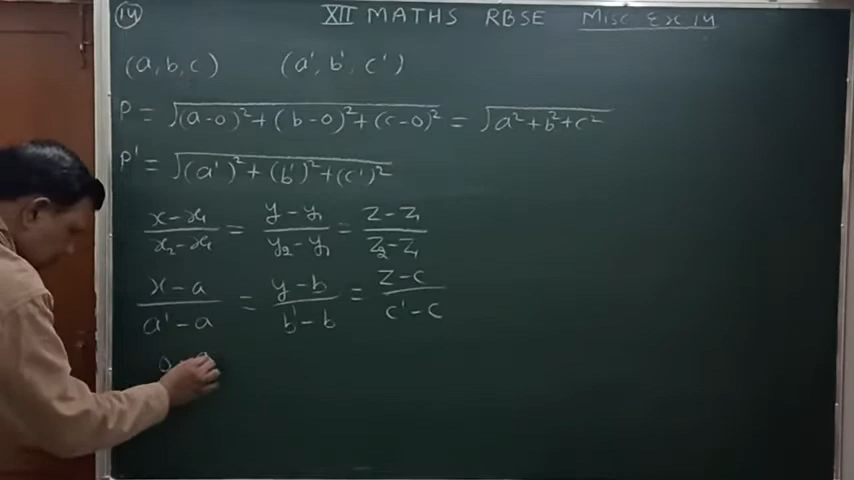 (14) XII MATHS RBSE Misc Ex 14
(a, b, c) (a', b', c')
P = √(a-0)²+(b-0)²+(c-0)² = √a²+b²+c²
P' = √(a')²+(b')²+(c')²
x-x₁/x₂-x₁ = y-y₁/y₂-y₁ = z-z₁/z₂-z₁
x-a/a'-a = y-b/b'-b = z-c/c'-c